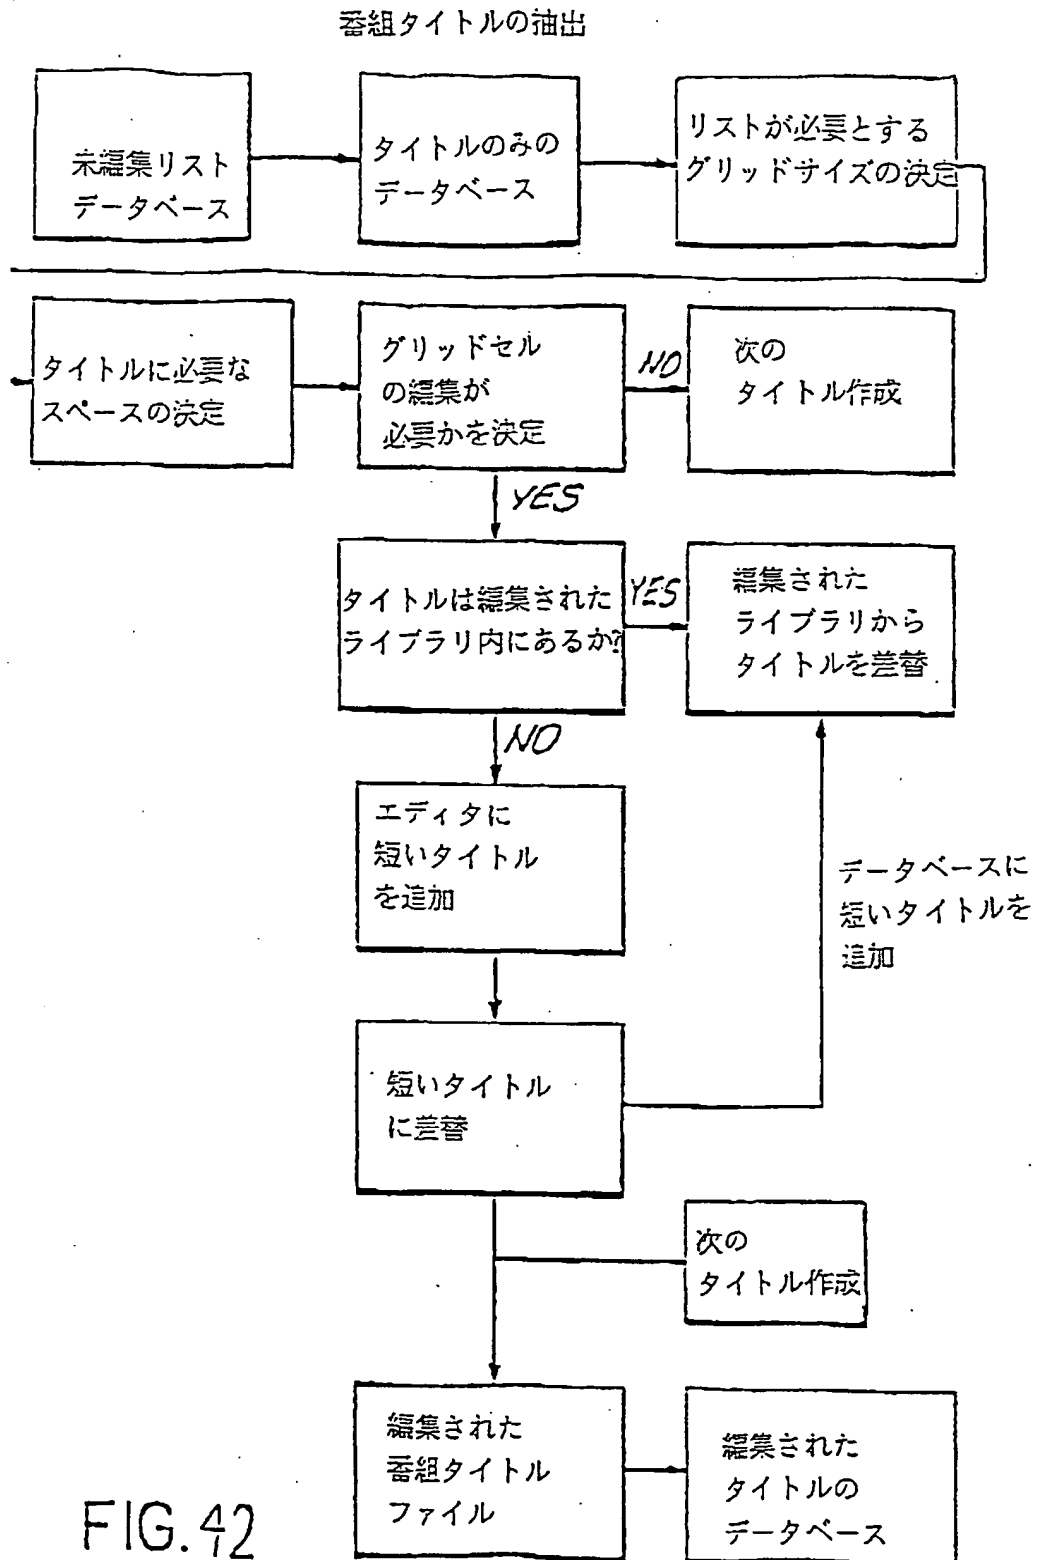 番組タイトルの抽出
未編集リスト
データベース
タイトルのみの
データベース
リストが必要とする
グリッドサイズの決定
タイトルに必要な
スペースの決定
グリッドセル
の編集が
必要かを決定
NO
次の
タイトル作成
YES
タイトルは編集された
ライブラリ内にあるか?
YES
編集された
ライブラリから
タイトルを差替
NO
エディタに
短いタイトル
を追加
データベースに
短いタイトルを
追加
短いタイトル
に差替
次の
タイトル作成
編集された
番組タイトル
ファイル
編集された
タイトルの
データベース
FIG.42